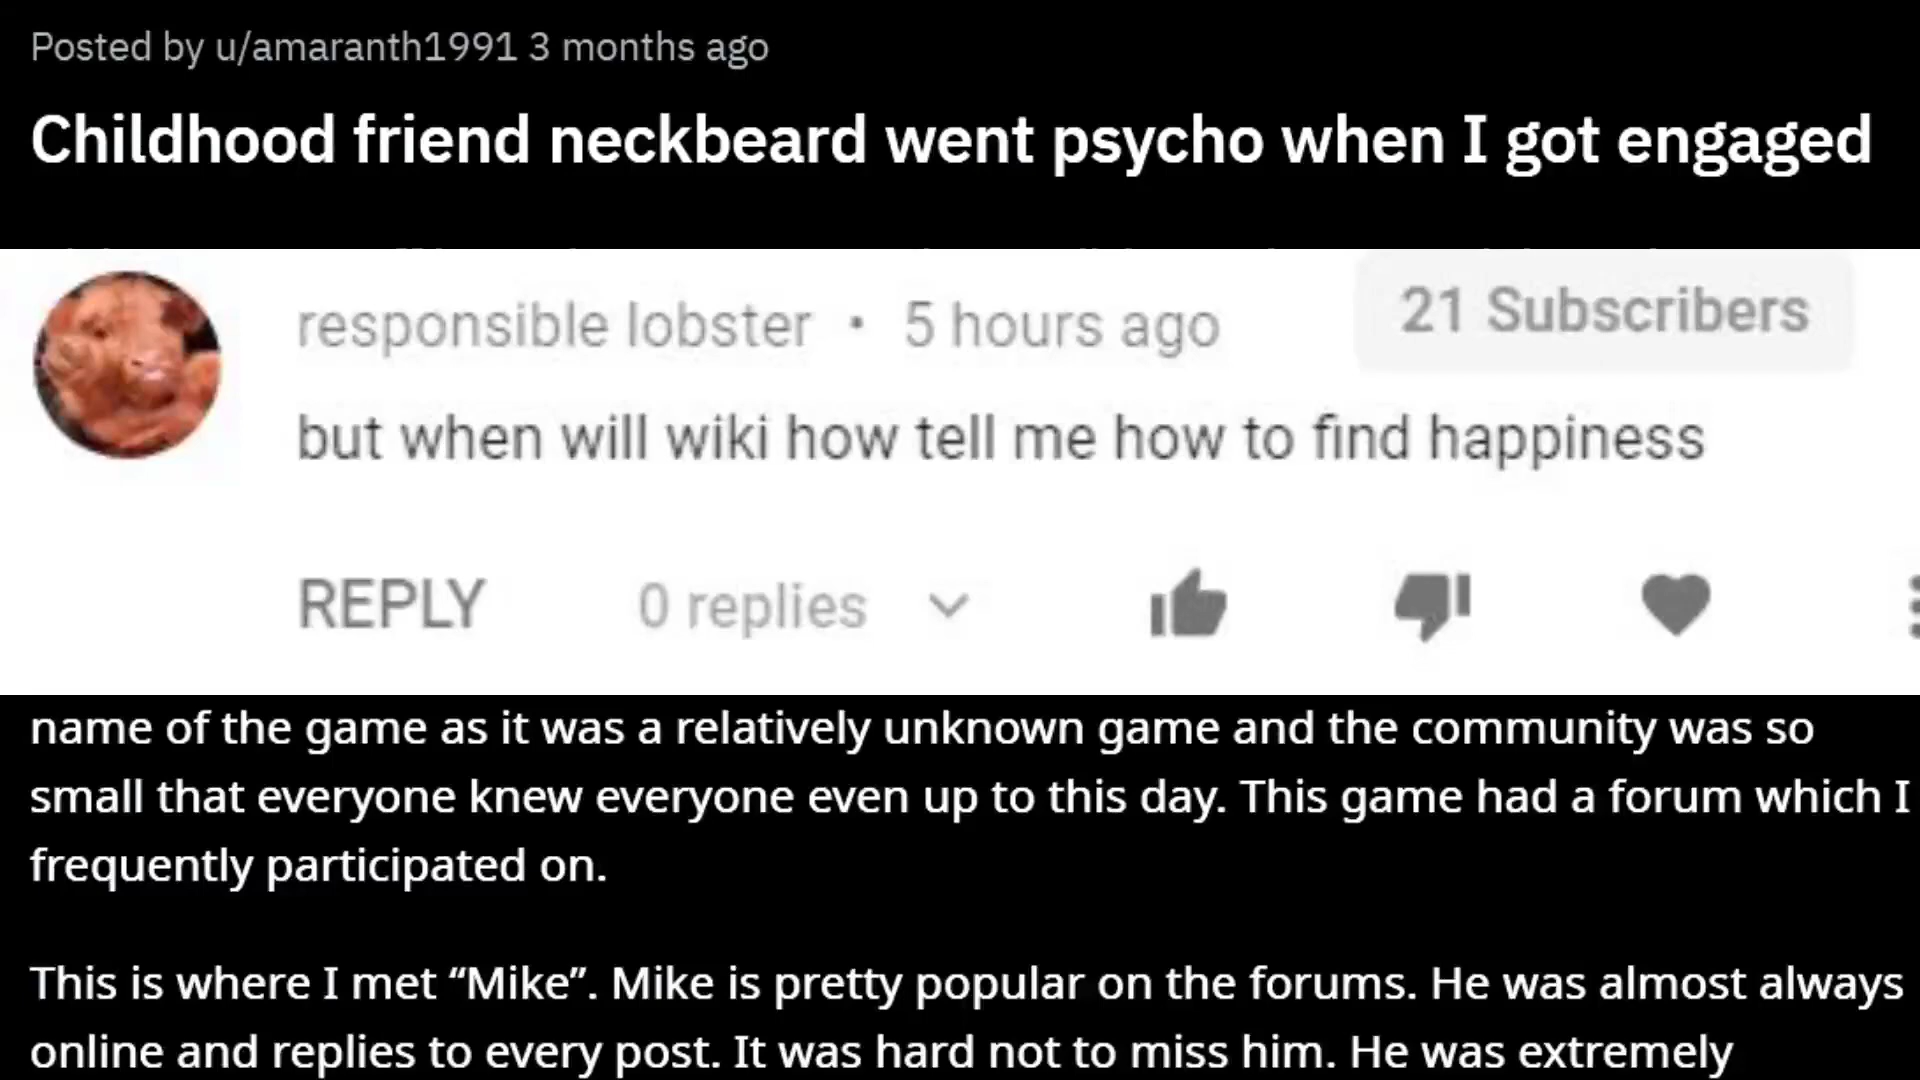 Posted by u/amaranth1991 3 months ago
Childhood friend neckbeard went psycho when I got engaged
responsible lobster • 5 hours ago
21 Subscribers
but when will wiki how tell me how to find happiness
REPLY 0 replies
name of the game as it was a relatively unknown game and the community was so
small that everyone knew everyone even up to this day. This game had a forum which I
frequently participated on.
This is where I met “Mike”. Mike is pretty popular on the forums. He was almost always
online and replies to every post. It was hard not to miss him. He was extremely